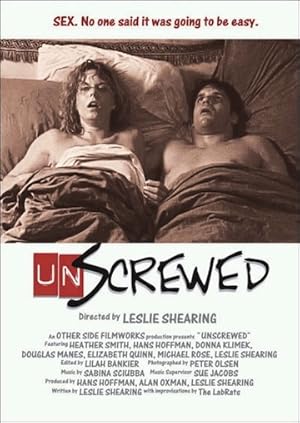 SEX. No one said it was going to be easy.
UNSCREWED
Directed by LESLIE SHEARING
An OTHER SIDE FILMWORKS production presents "UNSCREWED"
Featuring HEATHER SMITH, HANS HOFFMAN, DONNA KLIMEK,
DOUGLAS MANES, ELIZABETH QUINN, MICHAEL ROSE, LESLIE SHEARING
Edited by LILAH BANKIER Photographed by PETER OLSEN
Music by SABINA SCIUBBA Music Supervisor SUE JACOBS
Produced by HANS HOFFMAN, ALAN OXMAN, LESLIE SHEARING
Written by LESLIE SHEARING with improvisations by The LabRats